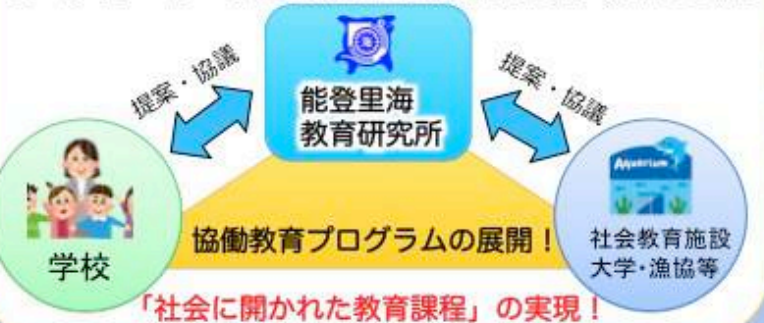 能登里海
教育研究所
提案・協議
提案・協議
Aquarium
学校
協働教育プログラムの展開!
社会教育施設
大学・漁協等
「社会に開かれた教育課程」の実現!